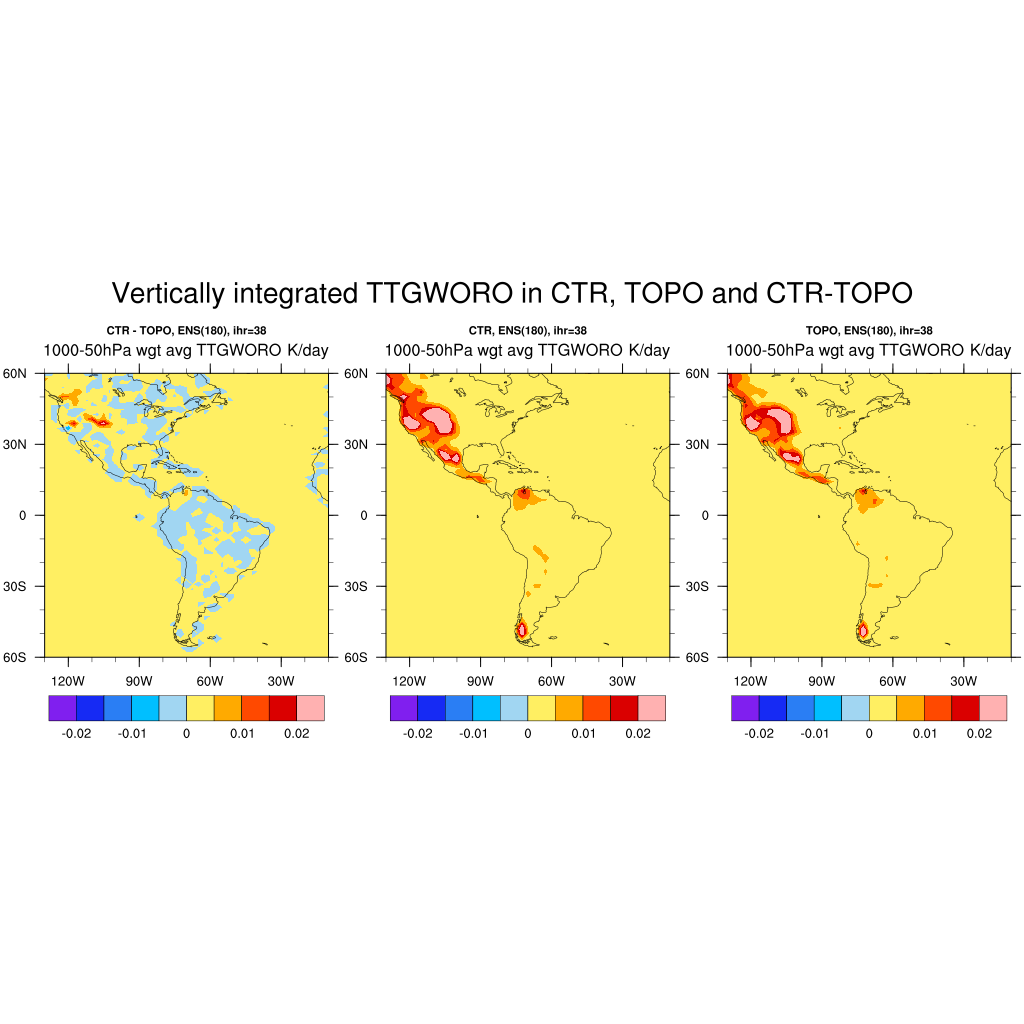 Vertically integrated TTGWORO in CTR, TOPO and CTR-TOPO
CTR - TOPO, ENS(180), ihr=38
1000-50hPa wgt avg TTGWORO K/day
60N
30N
0
30S
60S
120W 90W 60W 30W
-0.02 -0.01 0 0.01 0.02
CTR, ENS(180), ihr=38
1000-50hPa wgt avg TTGWORO K/day
60N
30N
0
30S
60S
120W 90W 60W 30W
-0.02 -0.01 0 0.01 0.02
TOPO, ENS(180), ihr=38
1000-50hPa wgt avg TTGWORO K/day
60N
30N
0
30S
60S
120W 90W 60W 30W
-0.02 -0.01 0 0.01 0.02